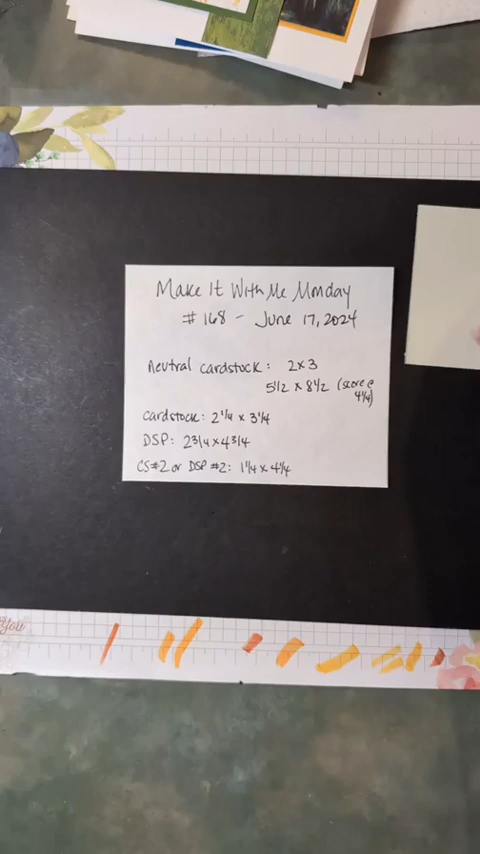 Make It With Me Monday
# 168 - June 17, 2024
Neutral cardstock: 2x3
5 1/2 x 8 1/2 (score @ 4 1/4)
cardstock: 2 1/4 x 3 1/4
DSP: 2 3/4 x 4 3/4
CS#2 or DSP #2: 1 1/4 x 4 1/4
You